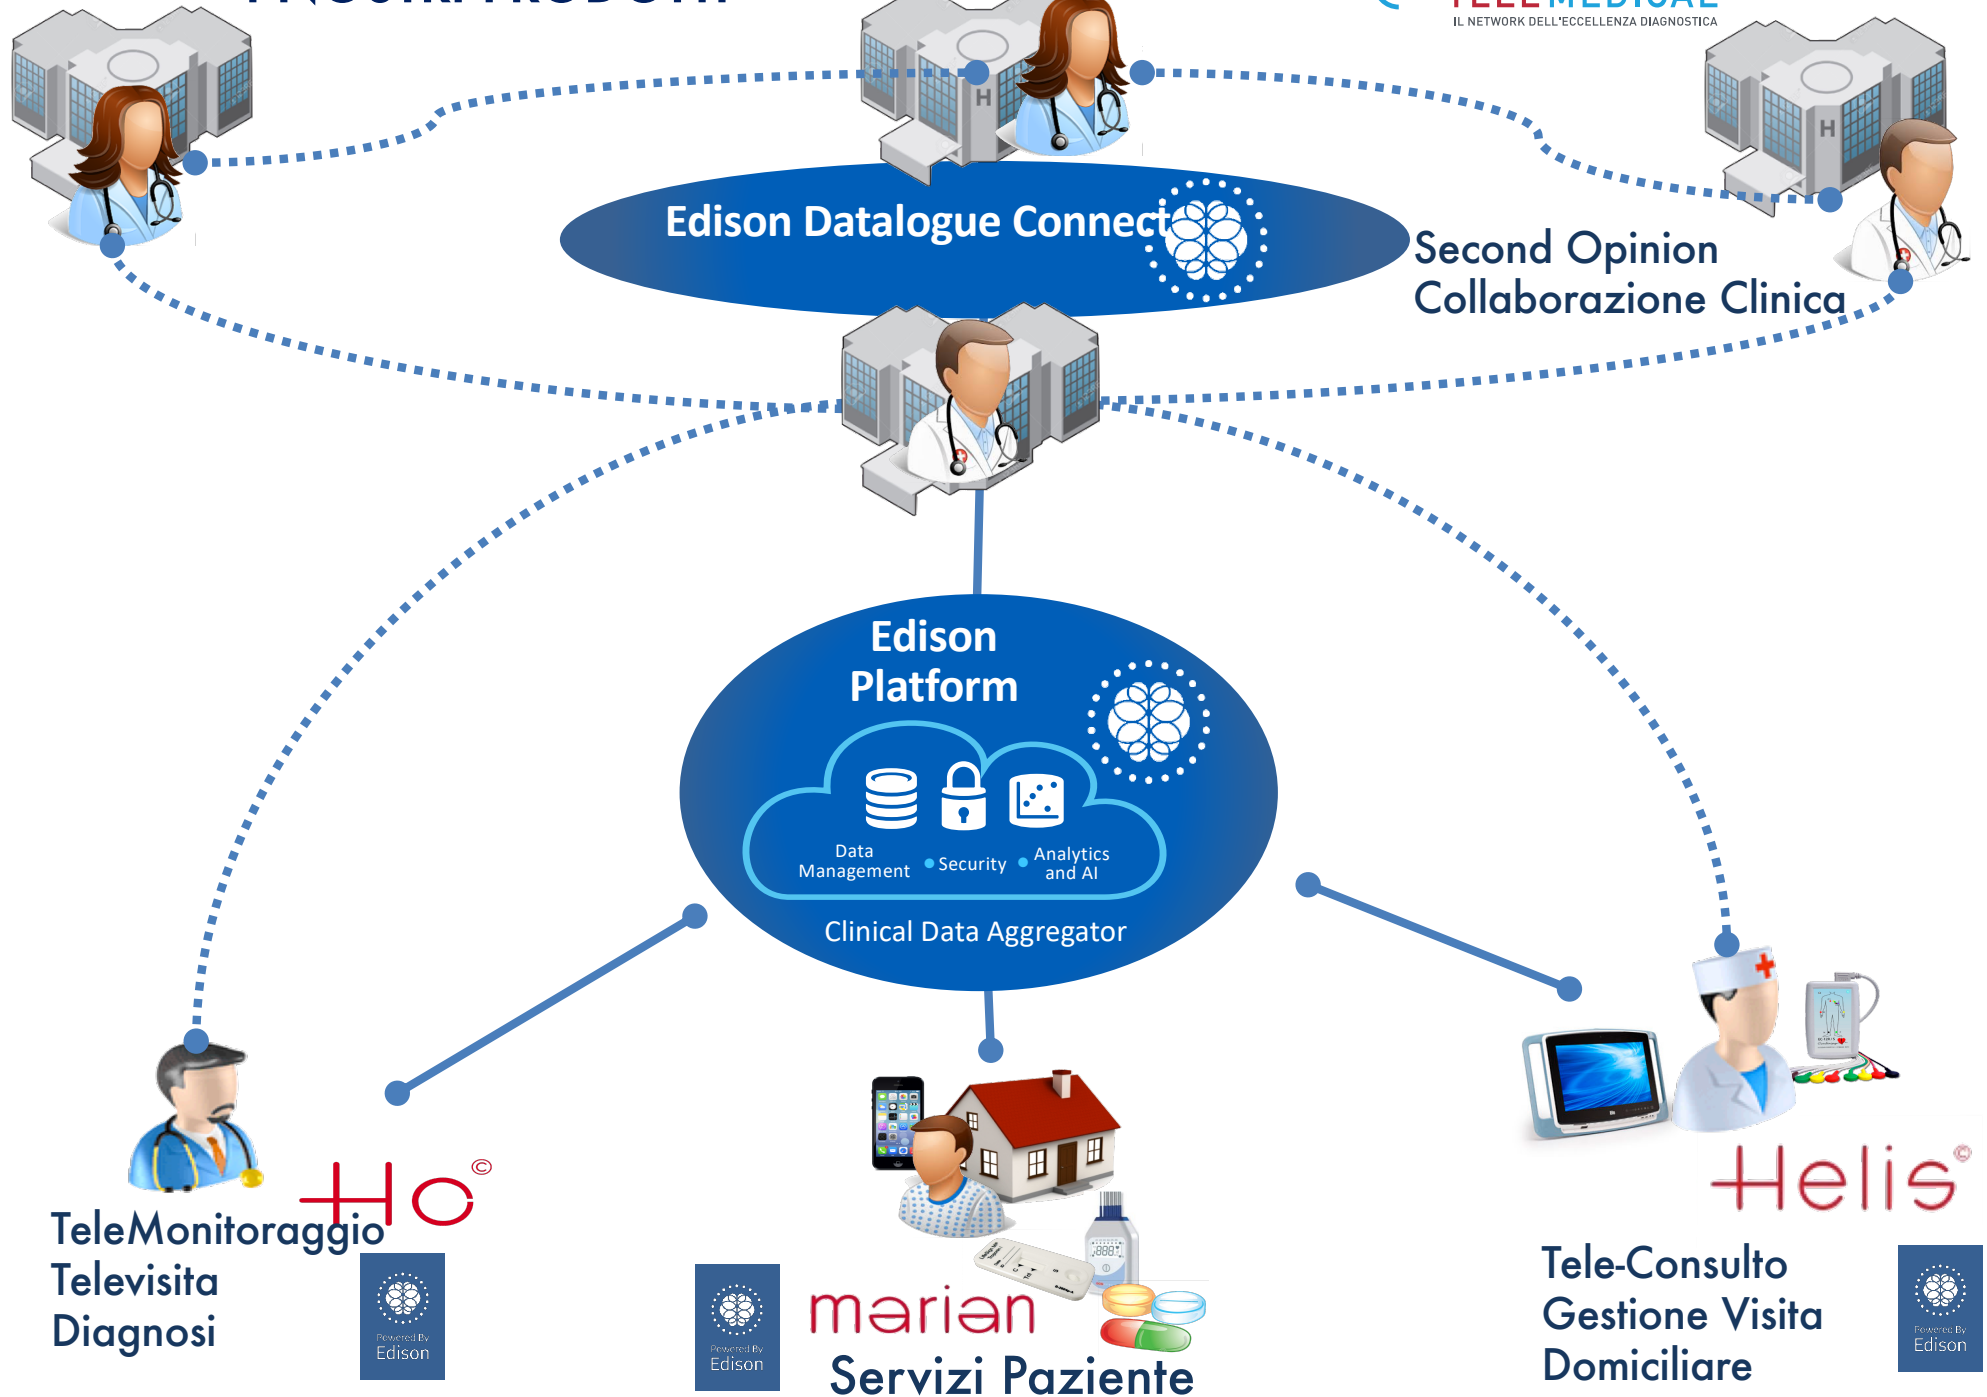 TELEMEDICAL
IL NETWORK DELL'ECCELLENZA DIAGNOSTICA
H
H
Edison Datalogue Connect
Second Opinion
Collaborazione Clinica
Edison
Platform
Data
Management
Security
Analytics
and AI
Clinical Data Aggregator
Ho©
TeleMonitoraggio
Televisita
Diagnosi
Powered By
Edison
Powered By
Edison
marian
Servizi Paziente
Helis©
Tele-Consulto
Gestione Visita
Domiciliare
Powered By
Edison